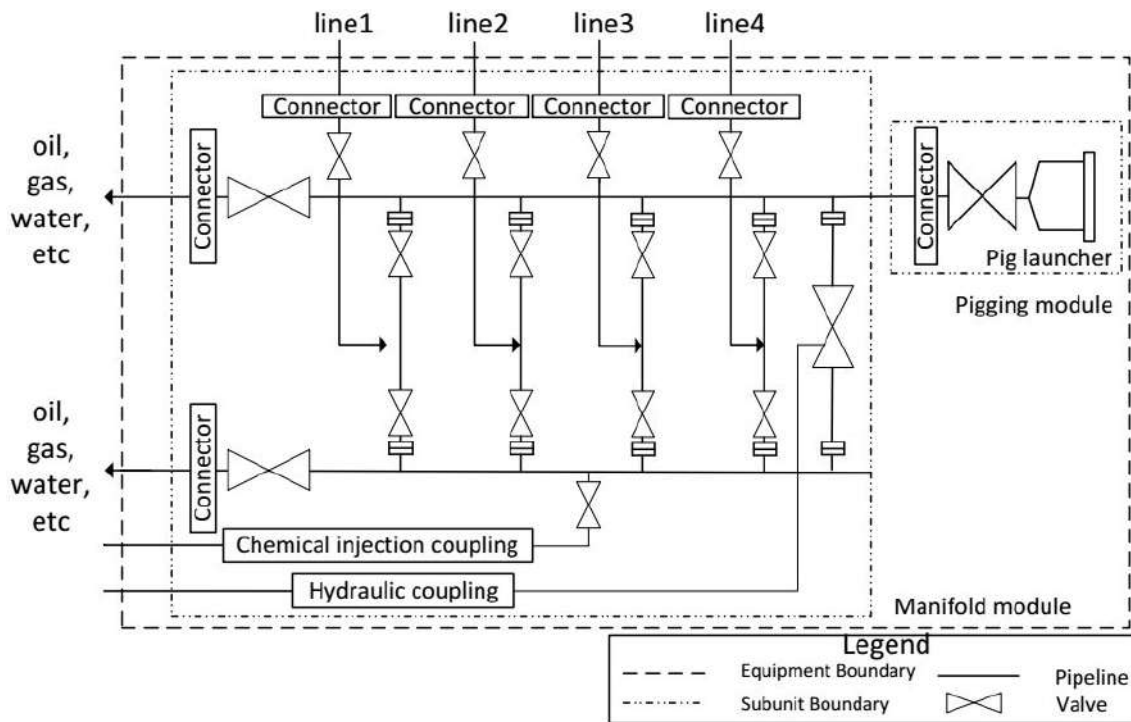 line1
line2
line3
line4
Connector
Connector
Connector
Connector
oil,
gas,
water,
etc
Connector
Connector
Pig launcher
Pigging module
oil,
gas,
water,
etc
Connector
Chemical injection coupling
Hydraulic coupling
Manifold module
Legend
Equipment Boundary
Pipeline
Subunit Boundary
Valve